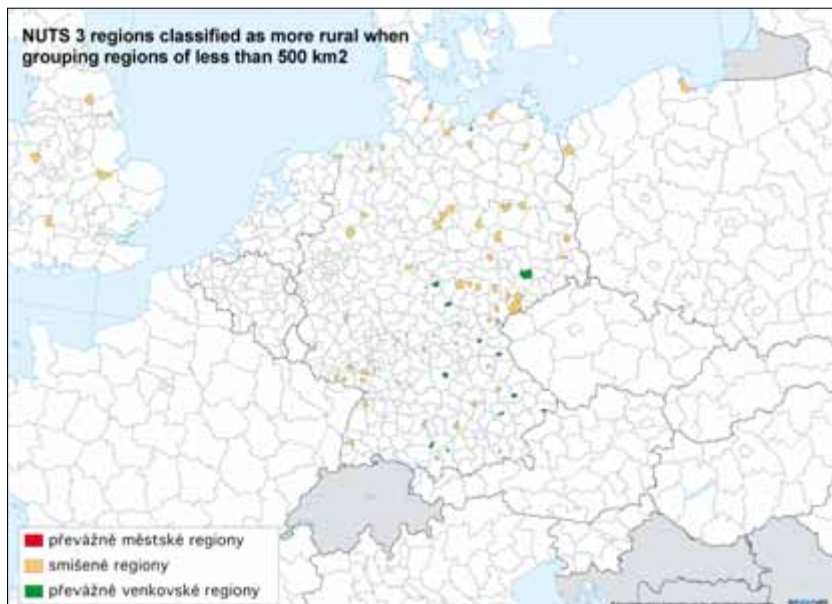 NUTS 3 regions classified as more rural when
grouping regions of less than 500 km2
převážně městské regiony
smíšené regiony
převážně venkovské regiony